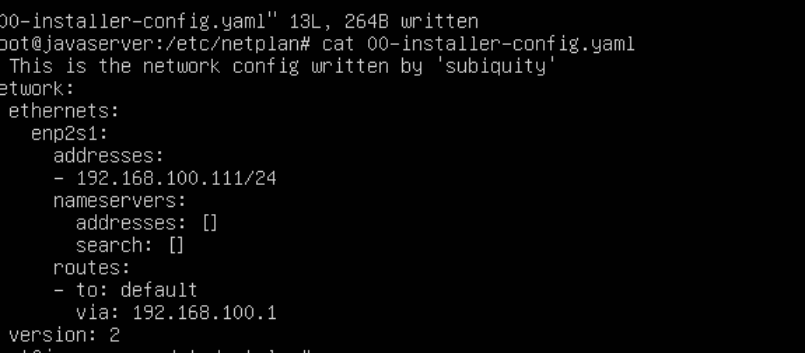 00-installer-config.yaml" 13L, 264B written
oot@javaserver:/etc/netplan# cat 00-installer-config.yaml
This is the network config written by 'subiquity'
etwork:
ethernets:
enp2s1:
addresses:
- 192.168.100.111/24
nameservers:
addresses: []
search: []
routes:
- to: default
via: 192.168.100.1
version: 2